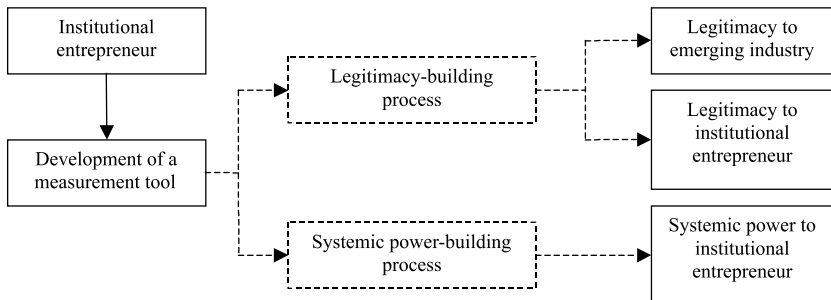 Institutional
entrepreneur
Development of a
measurement tool
Legitimacy-building
process
Systemic power-building
process
Legitimacy to
emerging industry
Legitimacy to
institutional
entrepreneur
Systemic power to
institutional
entrepreneur